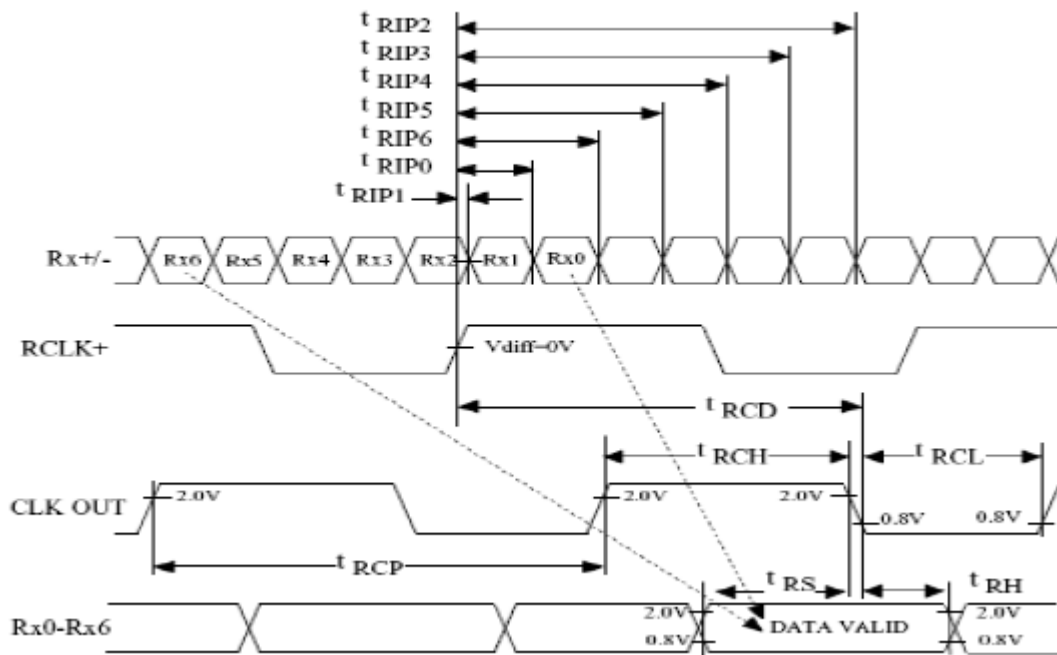 t RIP2
t RIP3
t RIP4
t RIP5
t RIP6
t RIP0
t RIP1
Rx+/- Rx6 Rx5 Rx4 Rx3 Rx2 Rx1 Rx0
RCLK+ Vdiff=0V
t RCD
t RCH t RCL
CLK OUT 2.0V 2.0V 2.0V 0.8V 0.8V
t RCP t RS t RH
Rx0-Rx6 2.0V DATA VALID 2.0V
0.8V 0.8V